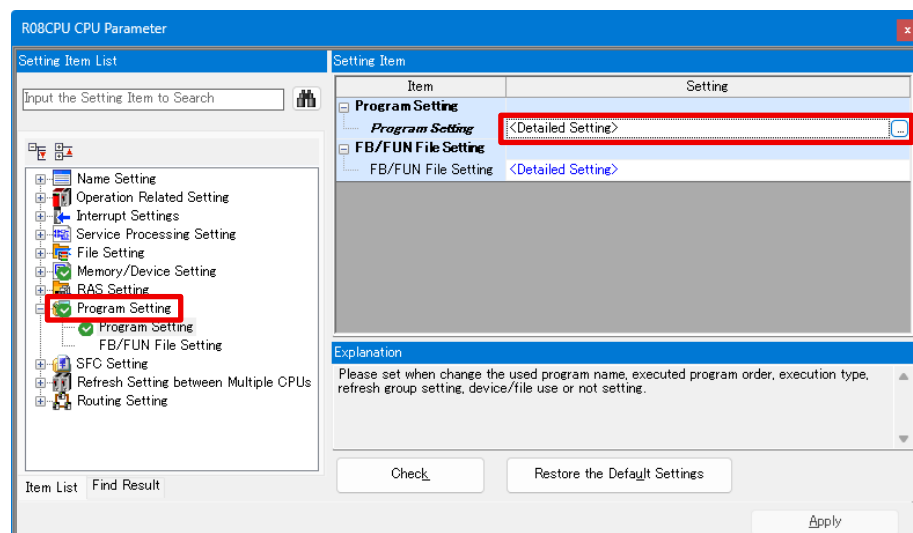 R08CPU CPU Parameter
x
Setting Item List
Input the Setting Item to Search
Name Setting
Operation Related Setting
Interrupt Settings
Service Processing Setting
File Setting
Memory/Device Setting
RAS Setting
Program Setting
Program Setting
FB/FUN File Setting
SFC Setting
Refresh Setting between Multiple CPUs
Routing Setting
Item List Find Result
Setting Item
Item Setting
Program Setting
Program Setting <Detailed Setting> ...
FB/FUN File Setting
FB/FUN File Setting <Detailed Setting>
Explanation
Please set when change the used program name, executed program order, execution type,
refresh group setting, device/file use or not setting.
Check Restore the Default Settings
Apply